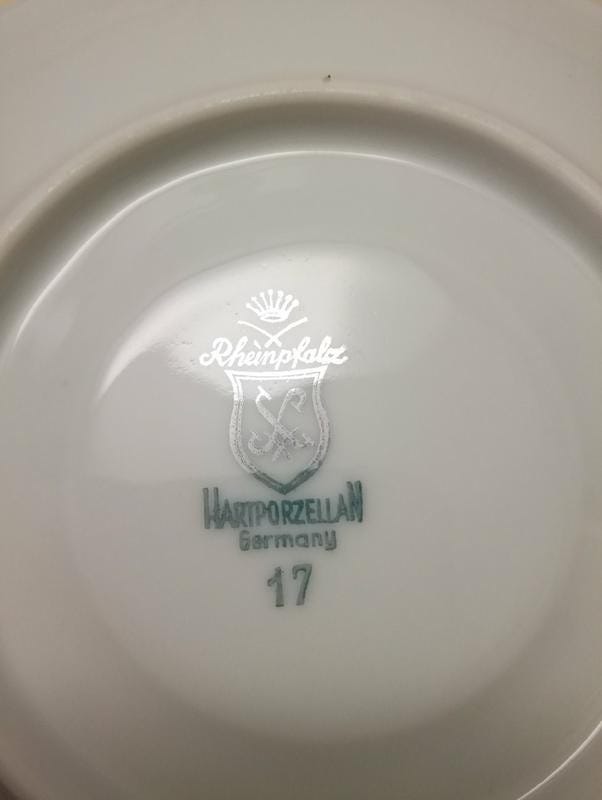 Rheinpfalz
HARTPORZELLAN
Germany
17